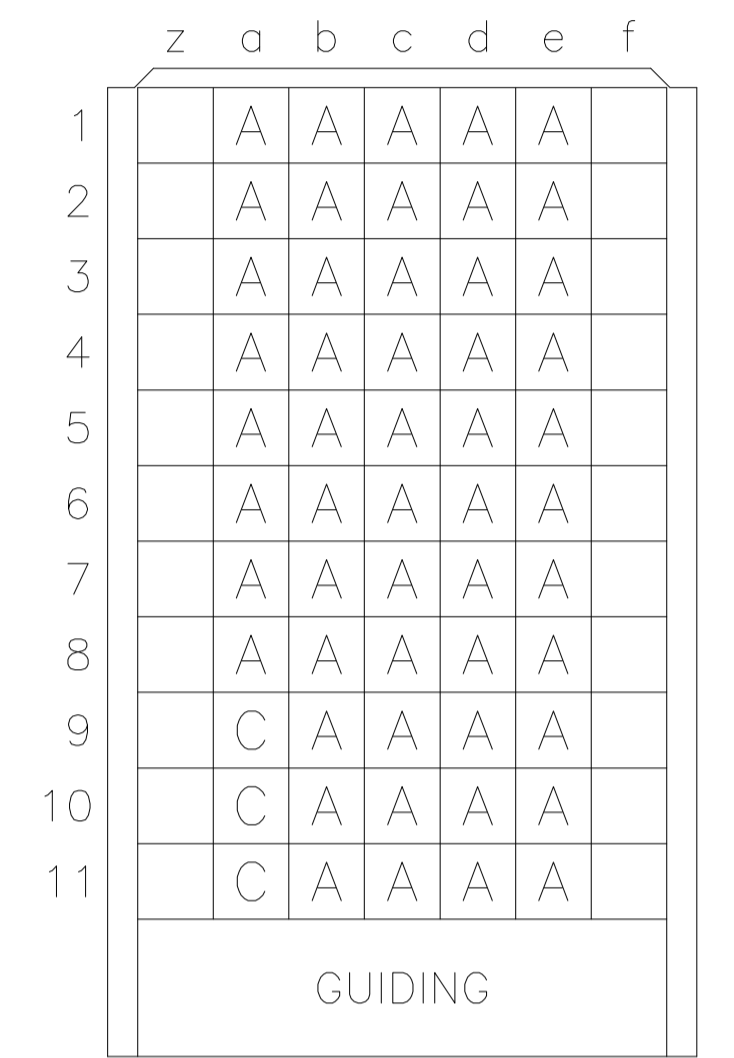 z a b c d e f
1 A A A A A
2 A A A A A
3 A A A A A
4 A A A A A
5 A A A A A
6 A A A A A
7 A A A A A
8 A A A A A
9 C A A A A
10 C A A A A
11 C A A A A
GUIDING